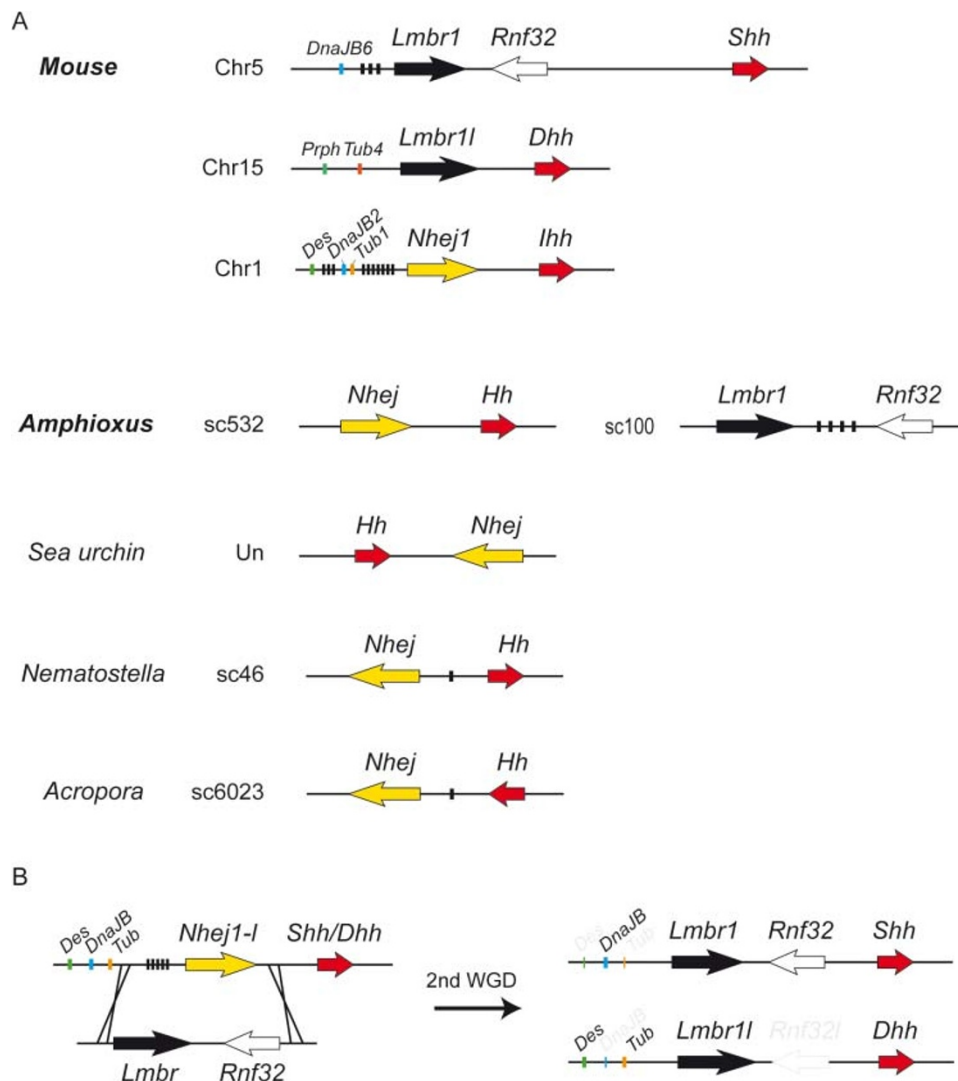 A
DnaJB6 Lmbr1 Rnf32 Shh
Mouse Chr5
Prph Tub4 Lmbr1l Dhh
Chr15
Des DnaJB2 Tub1 Nhej1 Ihh
Chr1
Nhej Hh Lmbr1 Rnf32
Amphioxus sc532 sc100
Hh Nhej
Sea urchin Un
Nhej Hh
Nematostella sc46
Nhej Hh
Acropora sc6023
B
Des DnaJB Tub Nhej1-l Shh/Dhh
Lmbr Rnf32
2nd WGD
Des DnaJB Tub Lmbr1 Rnf32 Shh
Des DnaJB Tub Lmbr1l Rnf32l Dhh